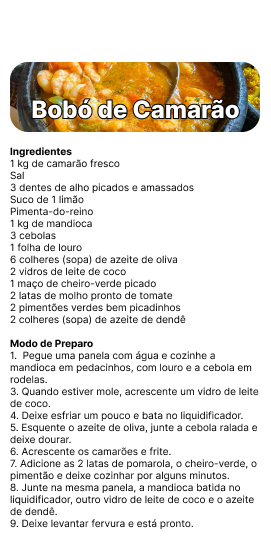 Bobó de Camarão
Ingredientes
1 kg de camarão fresco
Sal
3 dentes de alho picados e amassados
Suco de 1 limão
Pimenta-do-reino
1 kg de mandioca
3 cebolas
1 folha de louro
6 colheres (sopa) de azeite de oliva
2 vidros de leite de coco
1 maço de cheiro-verde picado
2 latas de molho pronto de tomate
2 pimentões verdes bem picadinhos
2 colheres (sopa) de azeite de dendê
Modo de Preparo
1. Pegue uma panela com água e cozinhe a
mandioca em pedacinhos, com louro e a cebola em
rodelas.
3. Quando estiver mole, acrescente um vidro de leite
de coco.
4. Deixe esfriar um pouco e bata no liquidificador.
5. Esquente o azeite de oliva, junte a cebola ralada e
deixe dourar.
6. Acrescente os camarões e frite.
7. Adicione as 2 latas de pomarola, o cheiro-verde, o
pimentão e deixe cozinhar por alguns minutos.
8. Junte na mesma panela, a mandioca batida no
liquidificador, outro vidro de leite de coco e o azeite
de dendê.
9. Deixe levantar fervura e está pronto.